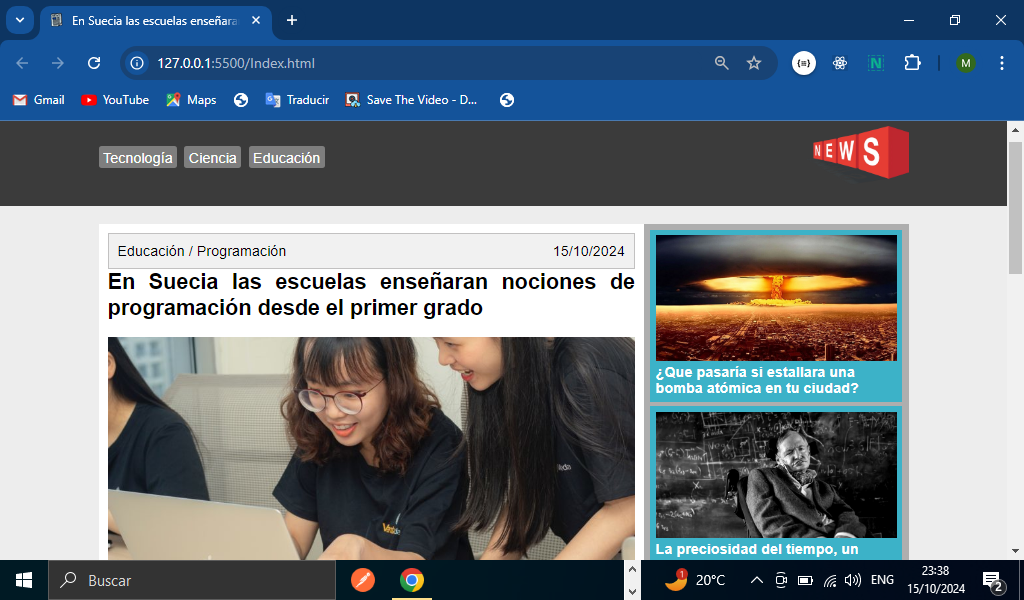 En Suecia las escuelas enseñara
127.0.0.1:5500/Index.html
{≡}
N
M
Gmail
YouTube
Maps
Traducir
Save The Video - D...
Tecnología
Ciencia
Educación
NEWS
Educación / Programación
15/10/2024
En Suecia las escuelas enseñaran nociones de
programación desde el primer grado
¿Que pasaría si estallara una
bomba atómica en tu ciudad?
La preciosidad del tiempo, un
Buscar
1
20°C
ENG
23:38
15/10/2024
2